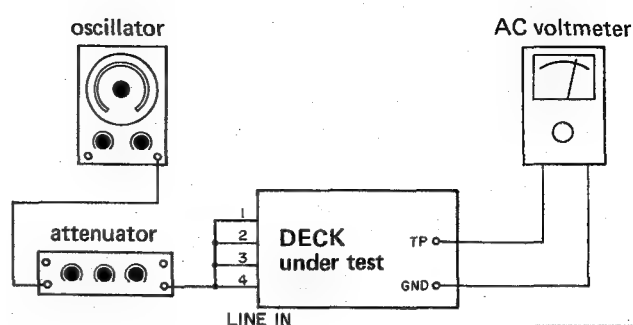 oscillator
AC voltmeter
attenuator
1
2
3
4
DECK
under test
TP
GND
LINE IN